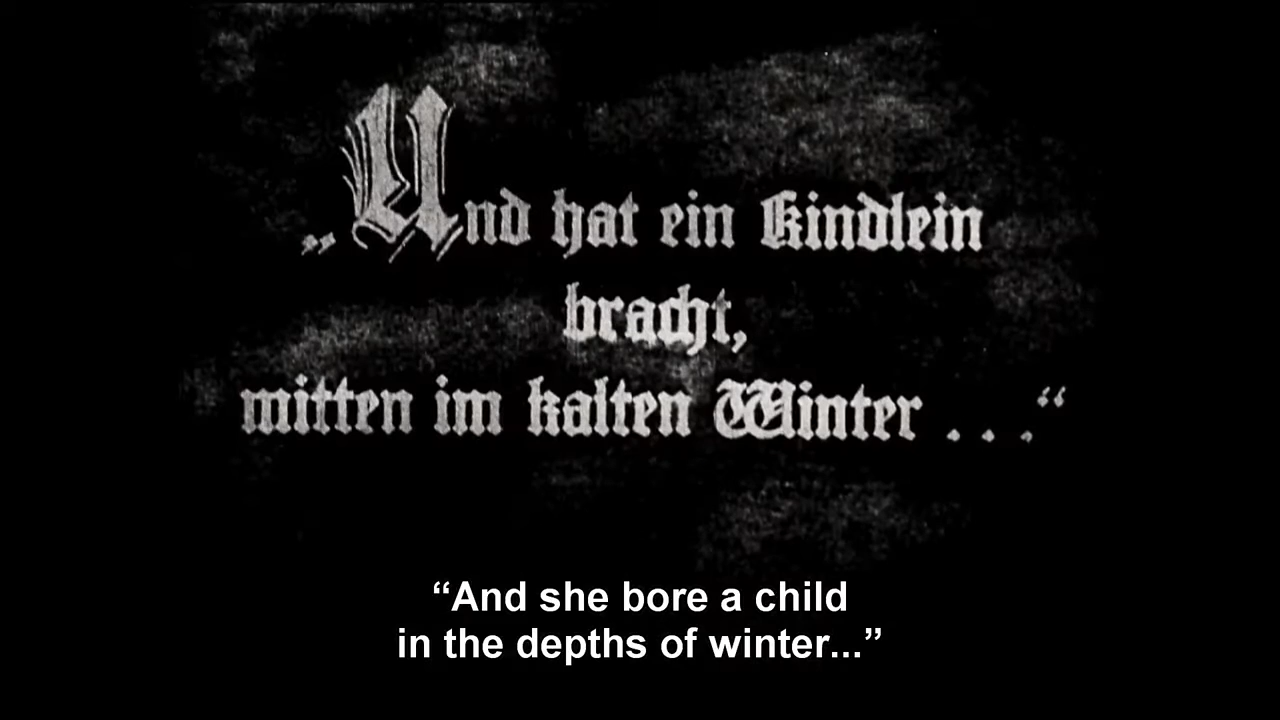 „Und hat ein Kindlein
bracht,
mitten im kalten Winter . . .“
“And she bore a child
in the depths of winter...”